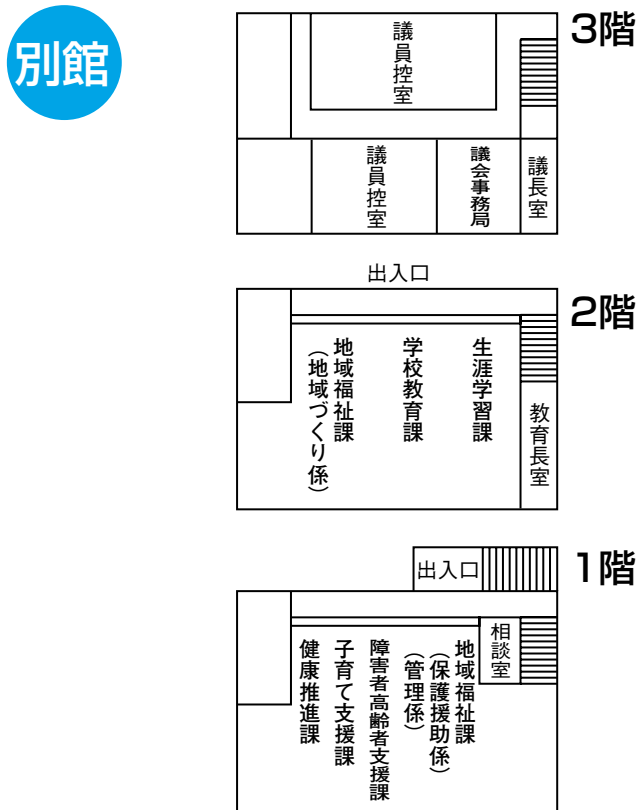 別館
3階
議員控室
議員控室
議会事務局
議長室
出入口
2階
地域福祉課
（地域づくり係）
学校教育課
生涯学習課
教育長室
出入口
1階
相談室
地域福祉課
（保護援助係）
（管理係）
障害者高齢者支援課
子育て支援課
健康推進課